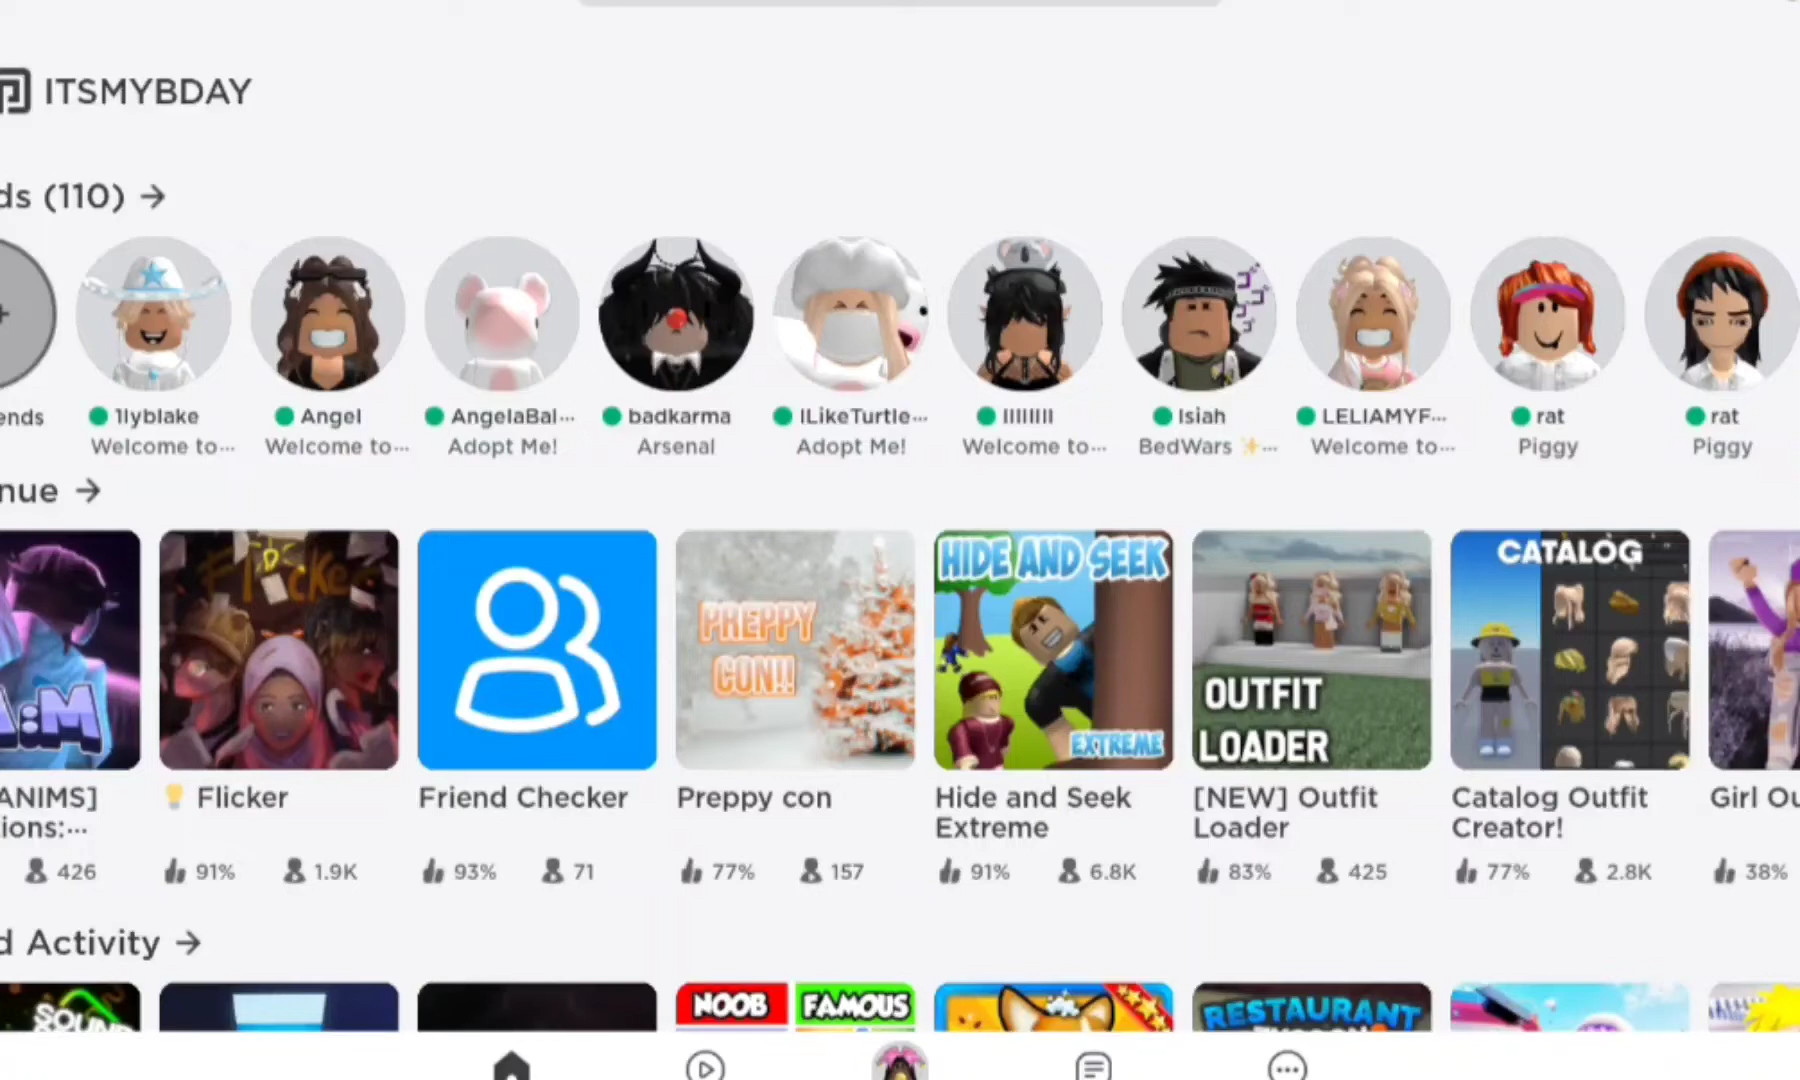 ITSMYBDAY
ds (110) →
ends
1lyblake
Welcome to...
Angel
Welcome to...
AngelaBal...
Adopt Me!
badkarma
Arsenal
ILikeTurtle...
Adopt Me!
Welcome to...
Isiah
BedWars ✨...
LELIAMYF...
Welcome to...
rat
Piggy
rat
Piggy
nue →
A:M
Flicker
PREPPY
CON!!
HIDE AND SEEK
EXTREME
OUTFIT
LOADER
CATALOG
ANIMS]
ions:...
426
💡 Flicker
91% 1.9K
Friend Checker
93% 71
Preppy con
77% 157
Hide and Seek
Extreme
91% 6.8K
[NEW] Outfit
Loader
83% 425
Catalog Outfit
Creator!
77% 2.8K
Girl Ou
38%
d Activity →
SOUND
NOOB FAMOUS
RESTAURANT